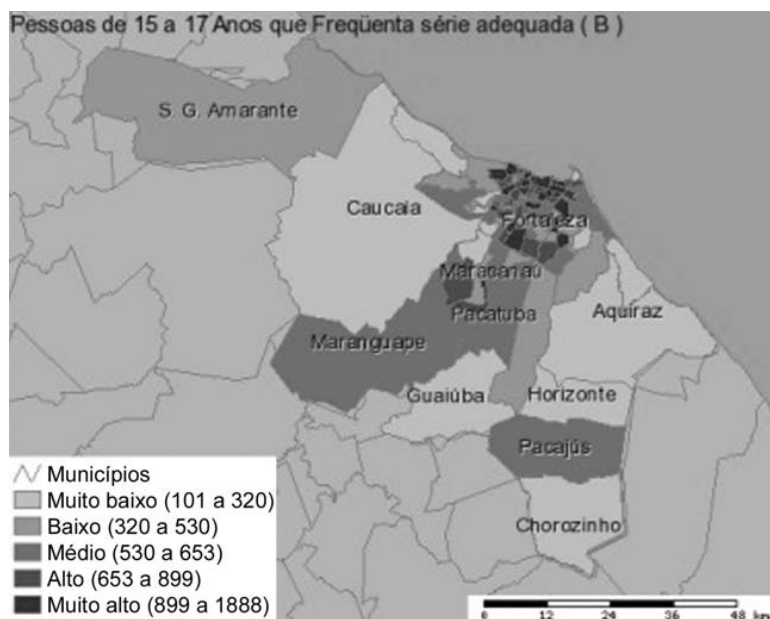 Pessoas de 15 a 17 Anos que Freqüenta série adequada ( B )
S. G. Amarante
Caucaia
Fortaleza
Maracanaú
Pacatuba
Aquiraz
Maranguape
Guaiúba
Horizonte
Pacajús
Chorozinho
Municípios
Muito baixo (101 a 320)
Baixo (320 a 530)
Médio (530 a 653)
Alto (653 a 899)
Muito alto (899 a 1888)
0 12 24 36 48 km